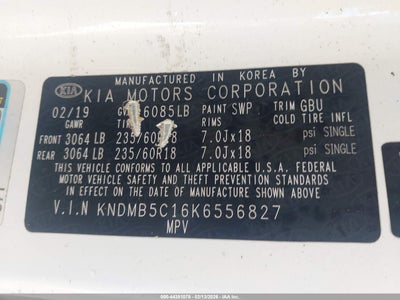 MANUFACTURED IN KOREA BY
KIA KIA MOTORS CORPORATION
02/19 6085LB PAINT SWP TRIM GBU
GAWR RIMS COLD TIRE INFL
FRONT 3064 LB 235/60R18 7.0Jx18 psi SINGLE
REAR 3064 LB 235/60R18 7.0Jx18 psi SINGLE
THIS VEHICLE CONFORMS TO ALL APPLICABLE U.S.A. FEDERAL
MOTOR VEHICLE SAFETY AND THEFT PREVENTION STANDARDS
IN EFFECT ON THE DATE OF MANUFACTURE SHOWN ABOVE
V.I.N KNDMB5C16K6556827
MPV